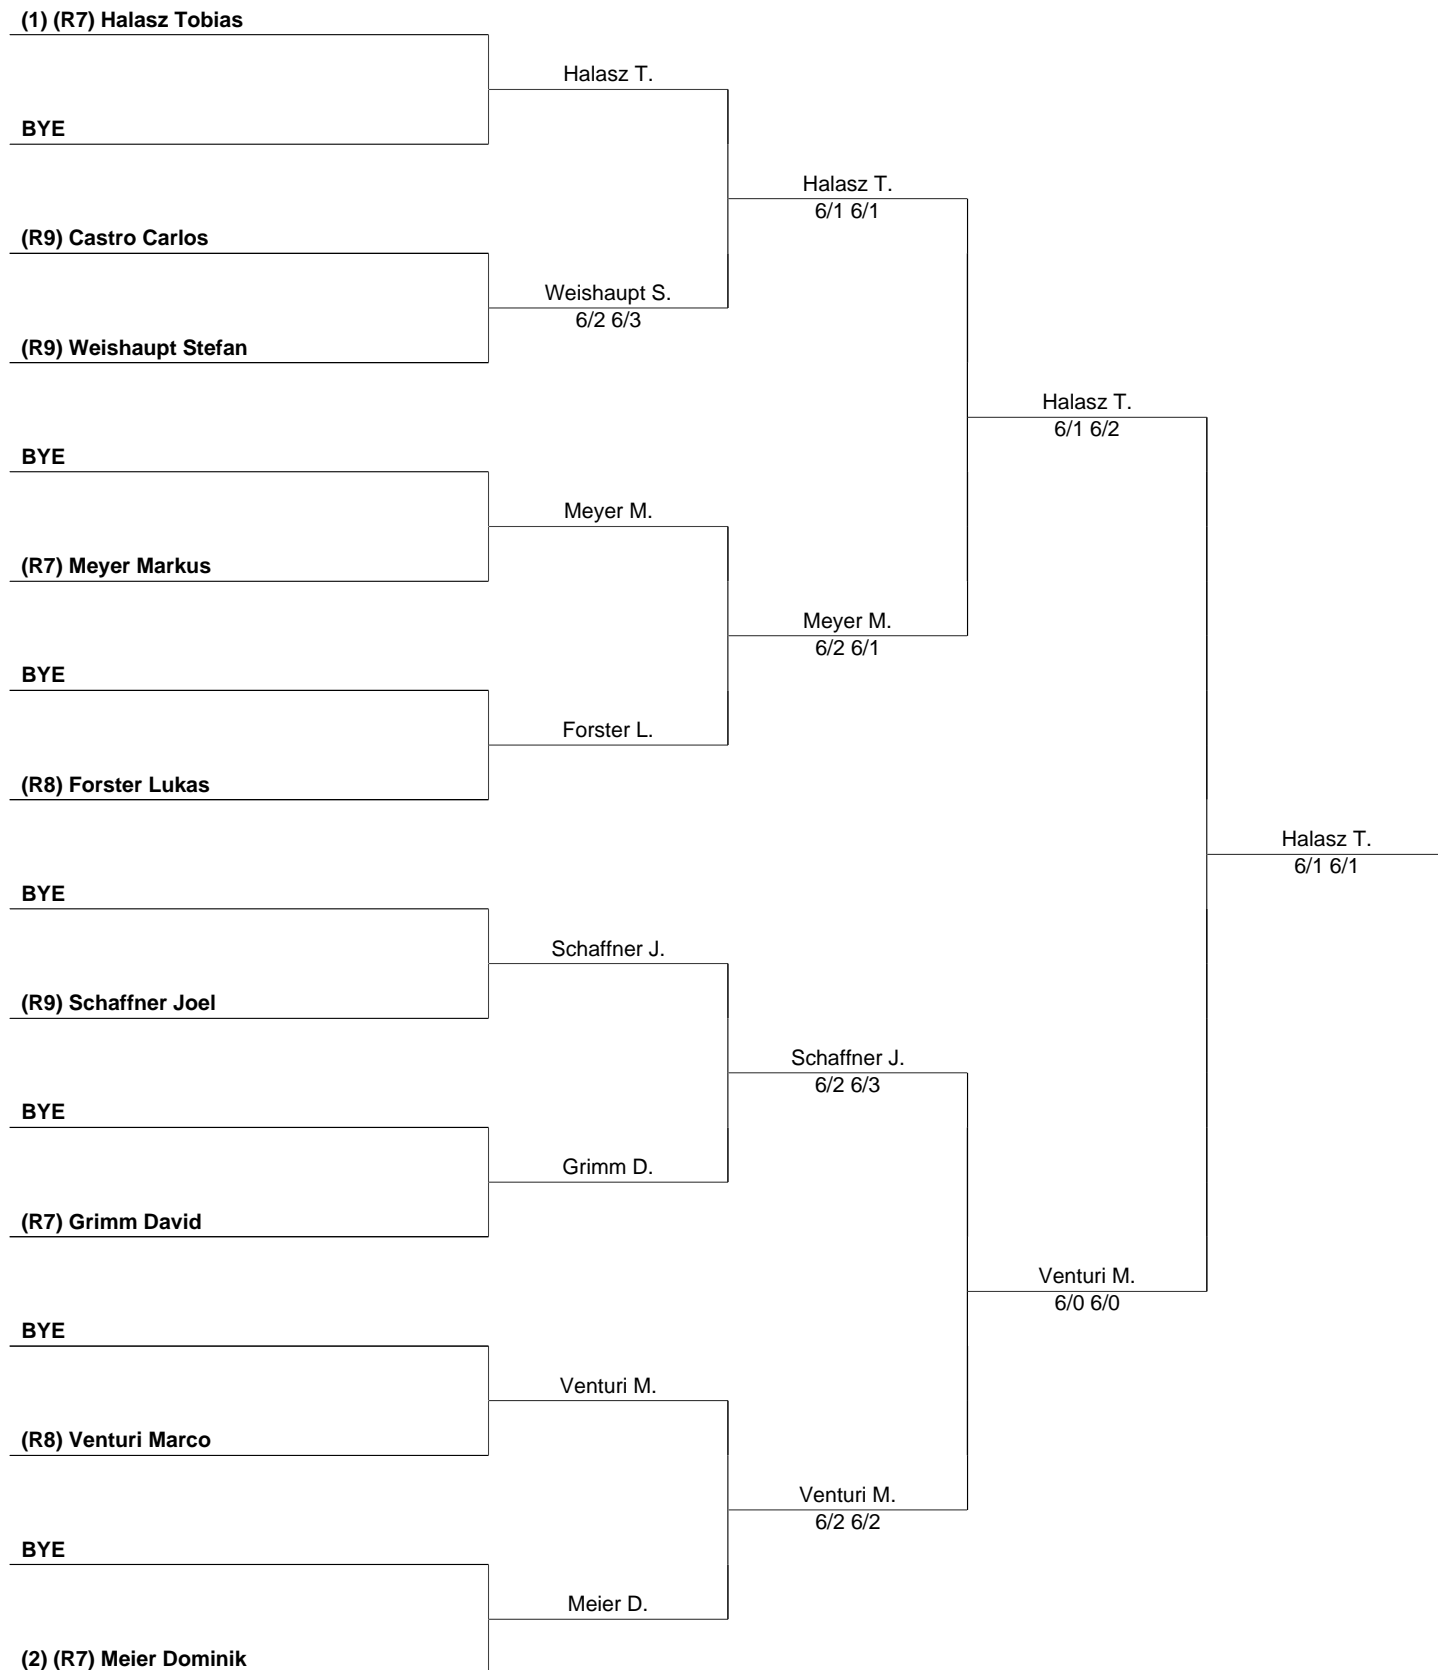 (1) (R7) Halasz Tobias
Halasz T.
BYE
Halasz T.
6/1 6/1
(R9) Castro Carlos
Weishaupt S.
6/2 6/3
(R9) Weishaupt Stefan
Halasz T.
6/1 6/2
BYE
Meyer M.
(R7) Meyer Markus
Meyer M.
6/2 6/1
BYE
Forster L.
(R8) Forster Lukas
Halasz T.
6/1 6/1
BYE
Schaffner J.
(R9) Schaffner Joel
Schaffner J.
6/2 6/3
BYE
Grimm D.
(R7) Grimm David
Venturi M.
6/0 6/0
BYE
Venturi M.
(R8) Venturi Marco
Venturi M.
6/2 6/2
BYE
Meier D.
(2) (R7) Meier Dominik